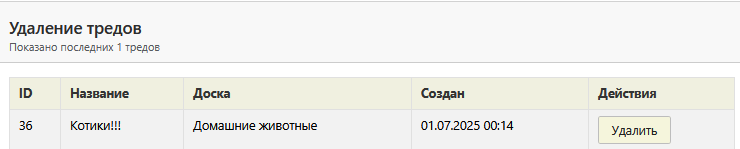 Удаление тредов
Показано последних 1 тредов
ID Название Доска Создан Действия
36 Котики!!! Домашние животные 01.07.2025 00:14 Удалить